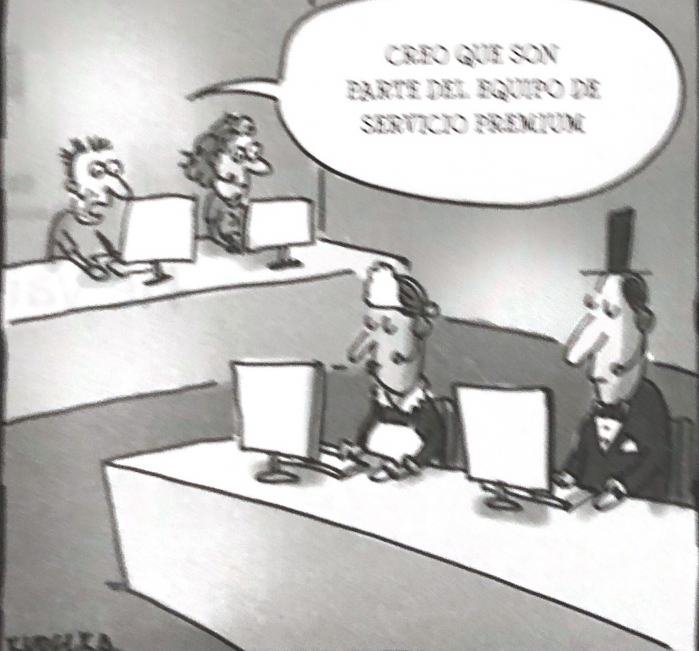 CREO QUE SON
PARTE DEL EQUIPO DE
SERVICIO PREMIUM